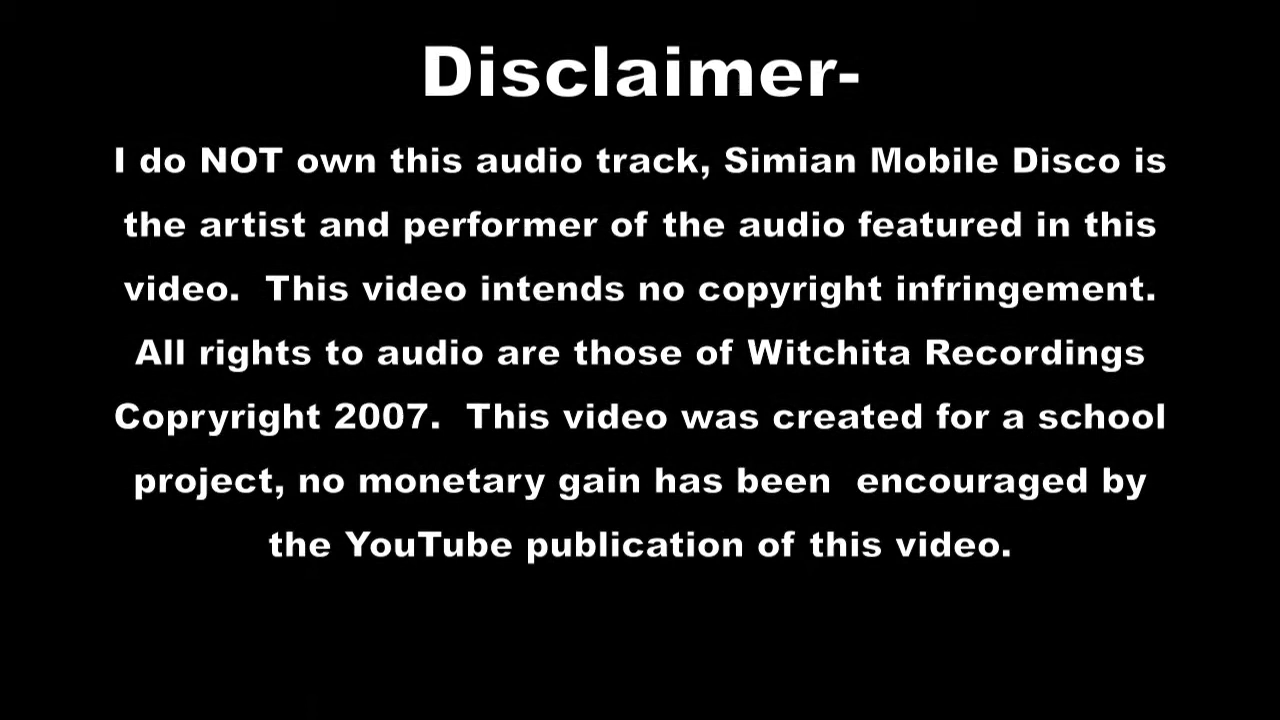 Disclaimer-
I do NOT own this audio track, Simian Mobile Disco is
the artist and performer of the audio featured in this
video.  This video intends no copyright infringement.
All rights to audio are those of Witchita Recordings
Copryright 2007.  This video was created for a school
project, no monetary gain has been  encouraged by
the YouTube publication of this video.